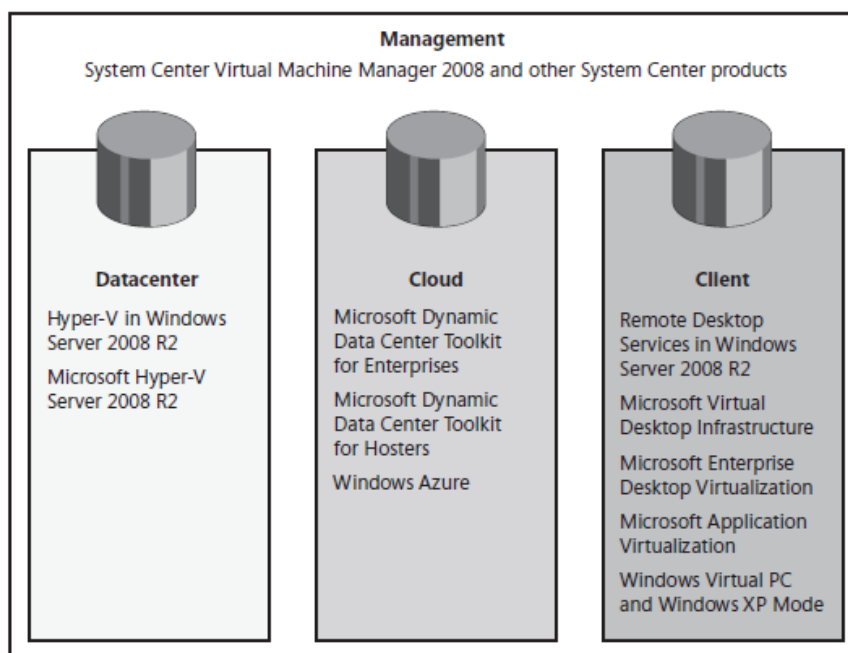 Management
System Center Virtual Machine Manager 2008 and other System Center products
Datacenter
Hyper-V in Windows
Server 2008 R2
Microsoft Hyper-V
Server 2008 R2
Cloud
Microsoft Dynamic
Data Center Toolkit
for Enterprises
Microsoft Dynamic
Data Center Toolkit
for Hosters
Windows Azure
Client
Remote Desktop
Services in Windows
Server 2008 R2
Microsoft Virtual
Desktop Infrastructure
Microsoft Enterprise
Desktop Virtualization
Microsoft Application
Virtualization
Windows Virtual PC
and Windows XP Mode